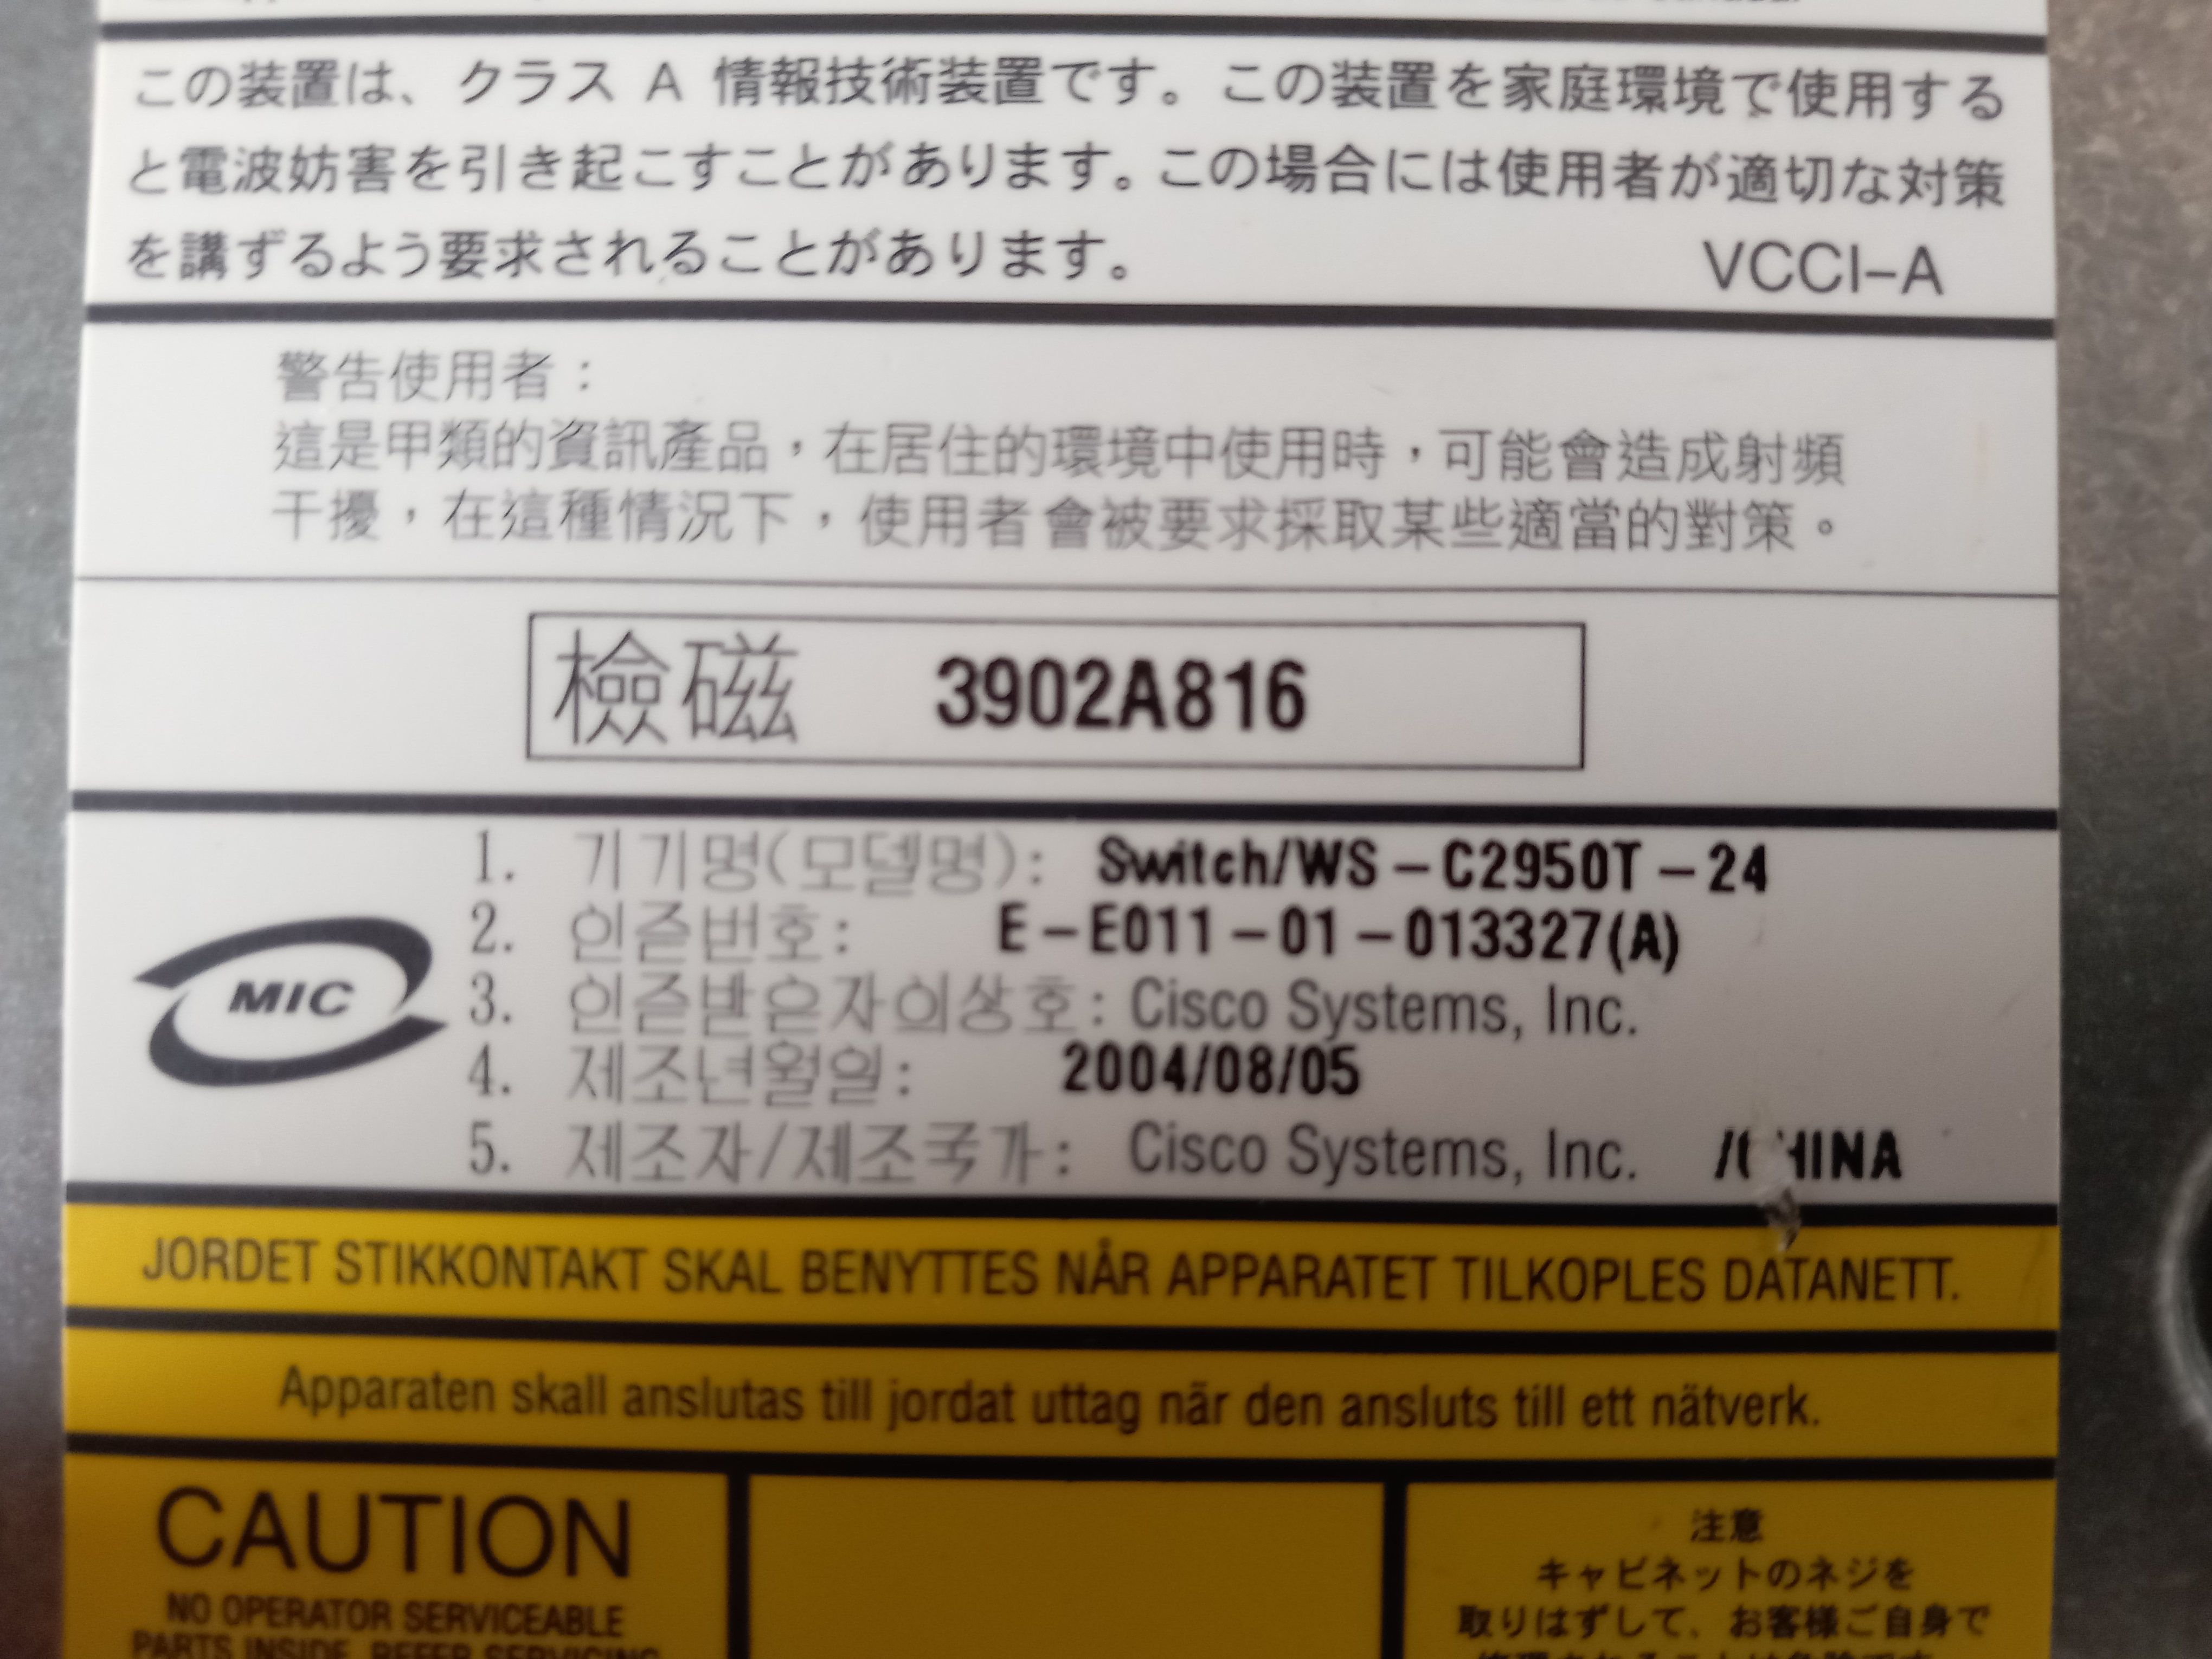 この装置は、クラス A 情報技術装置です。この装置を家庭環境で使用する
と電波妨害を引き起こすことがあります。この場合には使用者が適切な対策
を講ずるよう要求されることがあります。 VCCI-A
警告使用者：
這是甲類的資訊產品，在居住的環境中使用時，可能會造成射頻
干擾，在這種情況下，使用者會被要求採取某些適當的對策。
檢磁 3902A816
1. 기기명(모델명): Switch/WS-C2950T-24
2. 인증번호: E-E011-01-013327(A)
MIC
3. 인증받은자의상호: Cisco Systems, Inc.
4. 제조년월일: 2004/08/05
5. 제조자/제조국가: Cisco Systems, Inc. /CHINA
JORDET STIKKONTAKT SKAL BENYTTES NÅR APPARATET TILKOPLES DATANETT.
Apparaten skall anslutas till jordat uttag när den ansluts till ett nätverk.
CAUTION
NO OPERATOR SERVICEABLE
PARTS INSIDE. REFER SERVICING
注意
キャビネットのネジを
取りはずして、お客様ご自身で